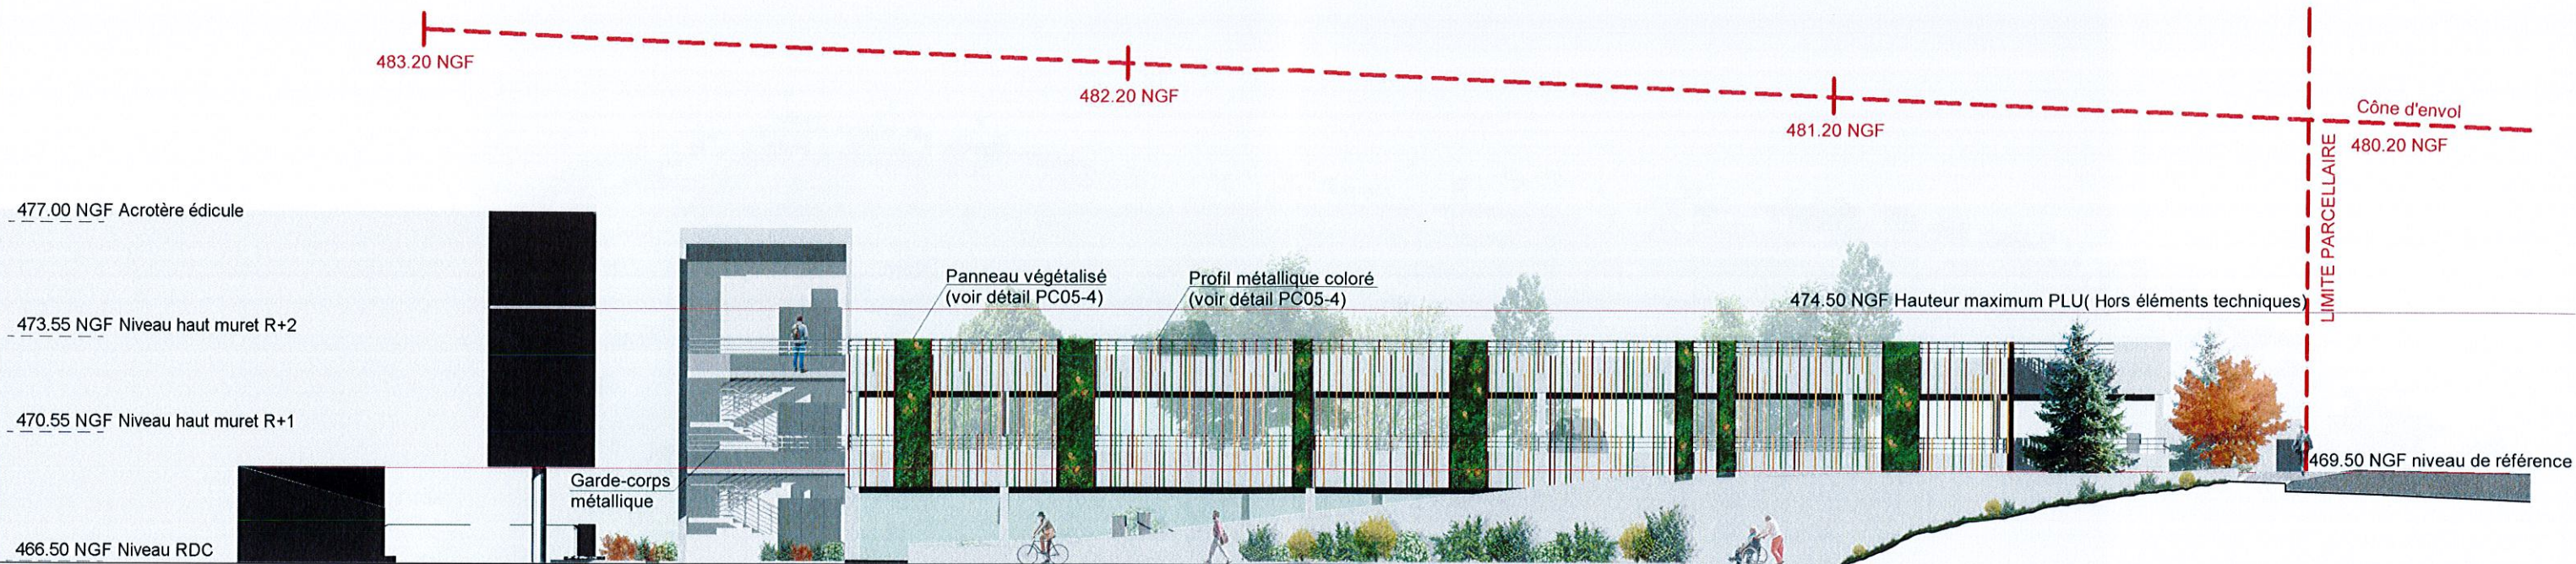 483.20 NGF
482.20 NGF
481.20 NGF
Cône d'envol
480.20 NGF
LIMITE PARCELLAIRE
477.00 NGF Acrotère édicule
Panneau végétalisé
(voir détail PC05-4)
Profil métallique coloré
(voir détail PC05-4)
474.50 NGF Hauteur maximum PLU( Hors éléments techniques)
473.55 NGF Niveau haut muret R+2
470.55 NGF Niveau haut muret R+1
469.50 NGF niveau de référence
Garde-corps
métallique
466.50 NGF Niveau RDC